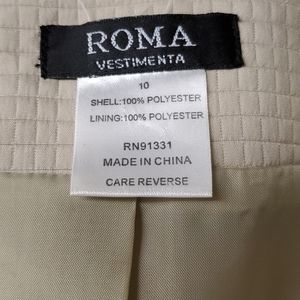 ROMA
VESTIMENTA
10
SHELL:100% POLYESTER
LINING:100% POLYESTER
RN91331
MADE IN CHINA
CARE REVERSE